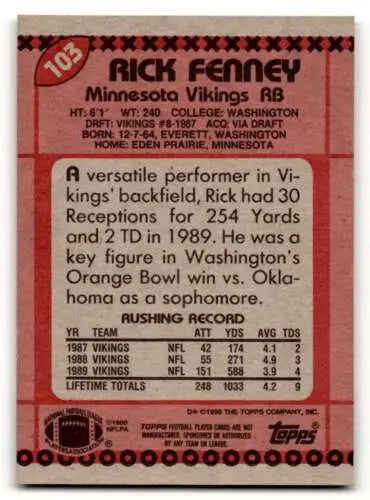 103
RICK FENNEY
Minnesota Vikings RB
HT: 6'1" WT: 240 COLLEGE: WASHINGTON
DRFT: VIKINGS #8-1987 ACQ: VIA DRAFT
BORN: 12-7-64, EVERETT, WASHINGTON
HOME: EDEN PRAIRIE, MINNESOTA
A versatile performer in Vi-
kings' backfield, Rick had 30
Receptions for 254 Yards
and 2 TD in 1989. He was a
key figure in Washington's
Orange Bowl win vs. Okla-
homa as a sophomore.
RUSHING RECORD
YR TEAM ATT YDS AVG TDS
1987 VIKINGS NFL 42 174 4.1 2
1988 VIKINGS NFL 55 271 4.9 3
1989 VIKINGS NFL 151 588 3.9 4
LIFETIME TOTALS 248 1033 4.2 9
D* © 1990 THE TOPPS COMPANY, INC.
NATIONAL FOOTBALL LEAGUE
PLAYERS ASSOCIATION
©1990
NFLPA
TOPPS FOOTBALL PLAYER CARDS ARE
NOT MANUFACTURED,
SPONSORED OR AUTHORIZED
BY ANY TEAM OR LEAGUE.
Topps